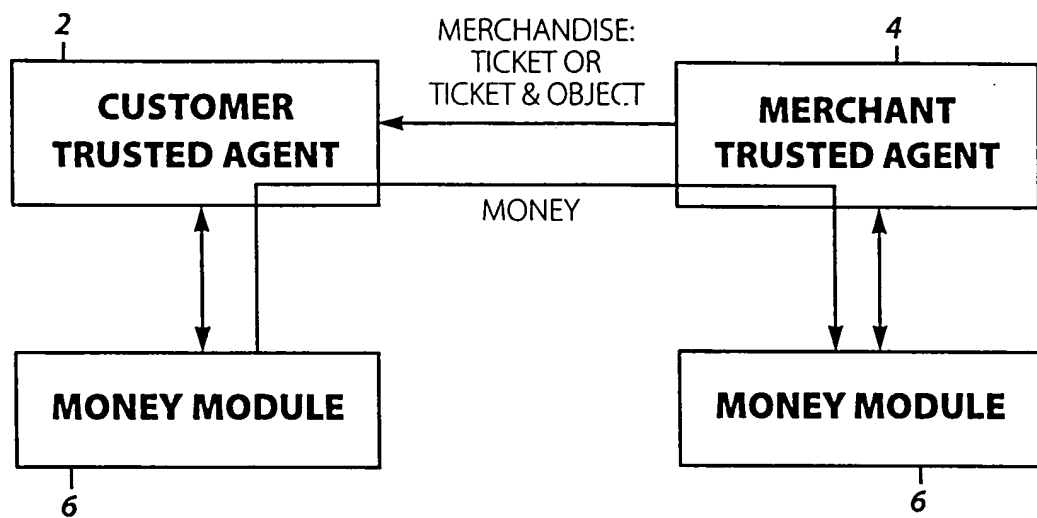 2
CUSTOMER
TRUSTED AGENT
MERCHANDISE:
TICKET OR
TICKET & OBJECT
4
MERCHANT
TRUSTED AGENT
MONEY
MONEY MODULE
6
MONEY MODULE
6